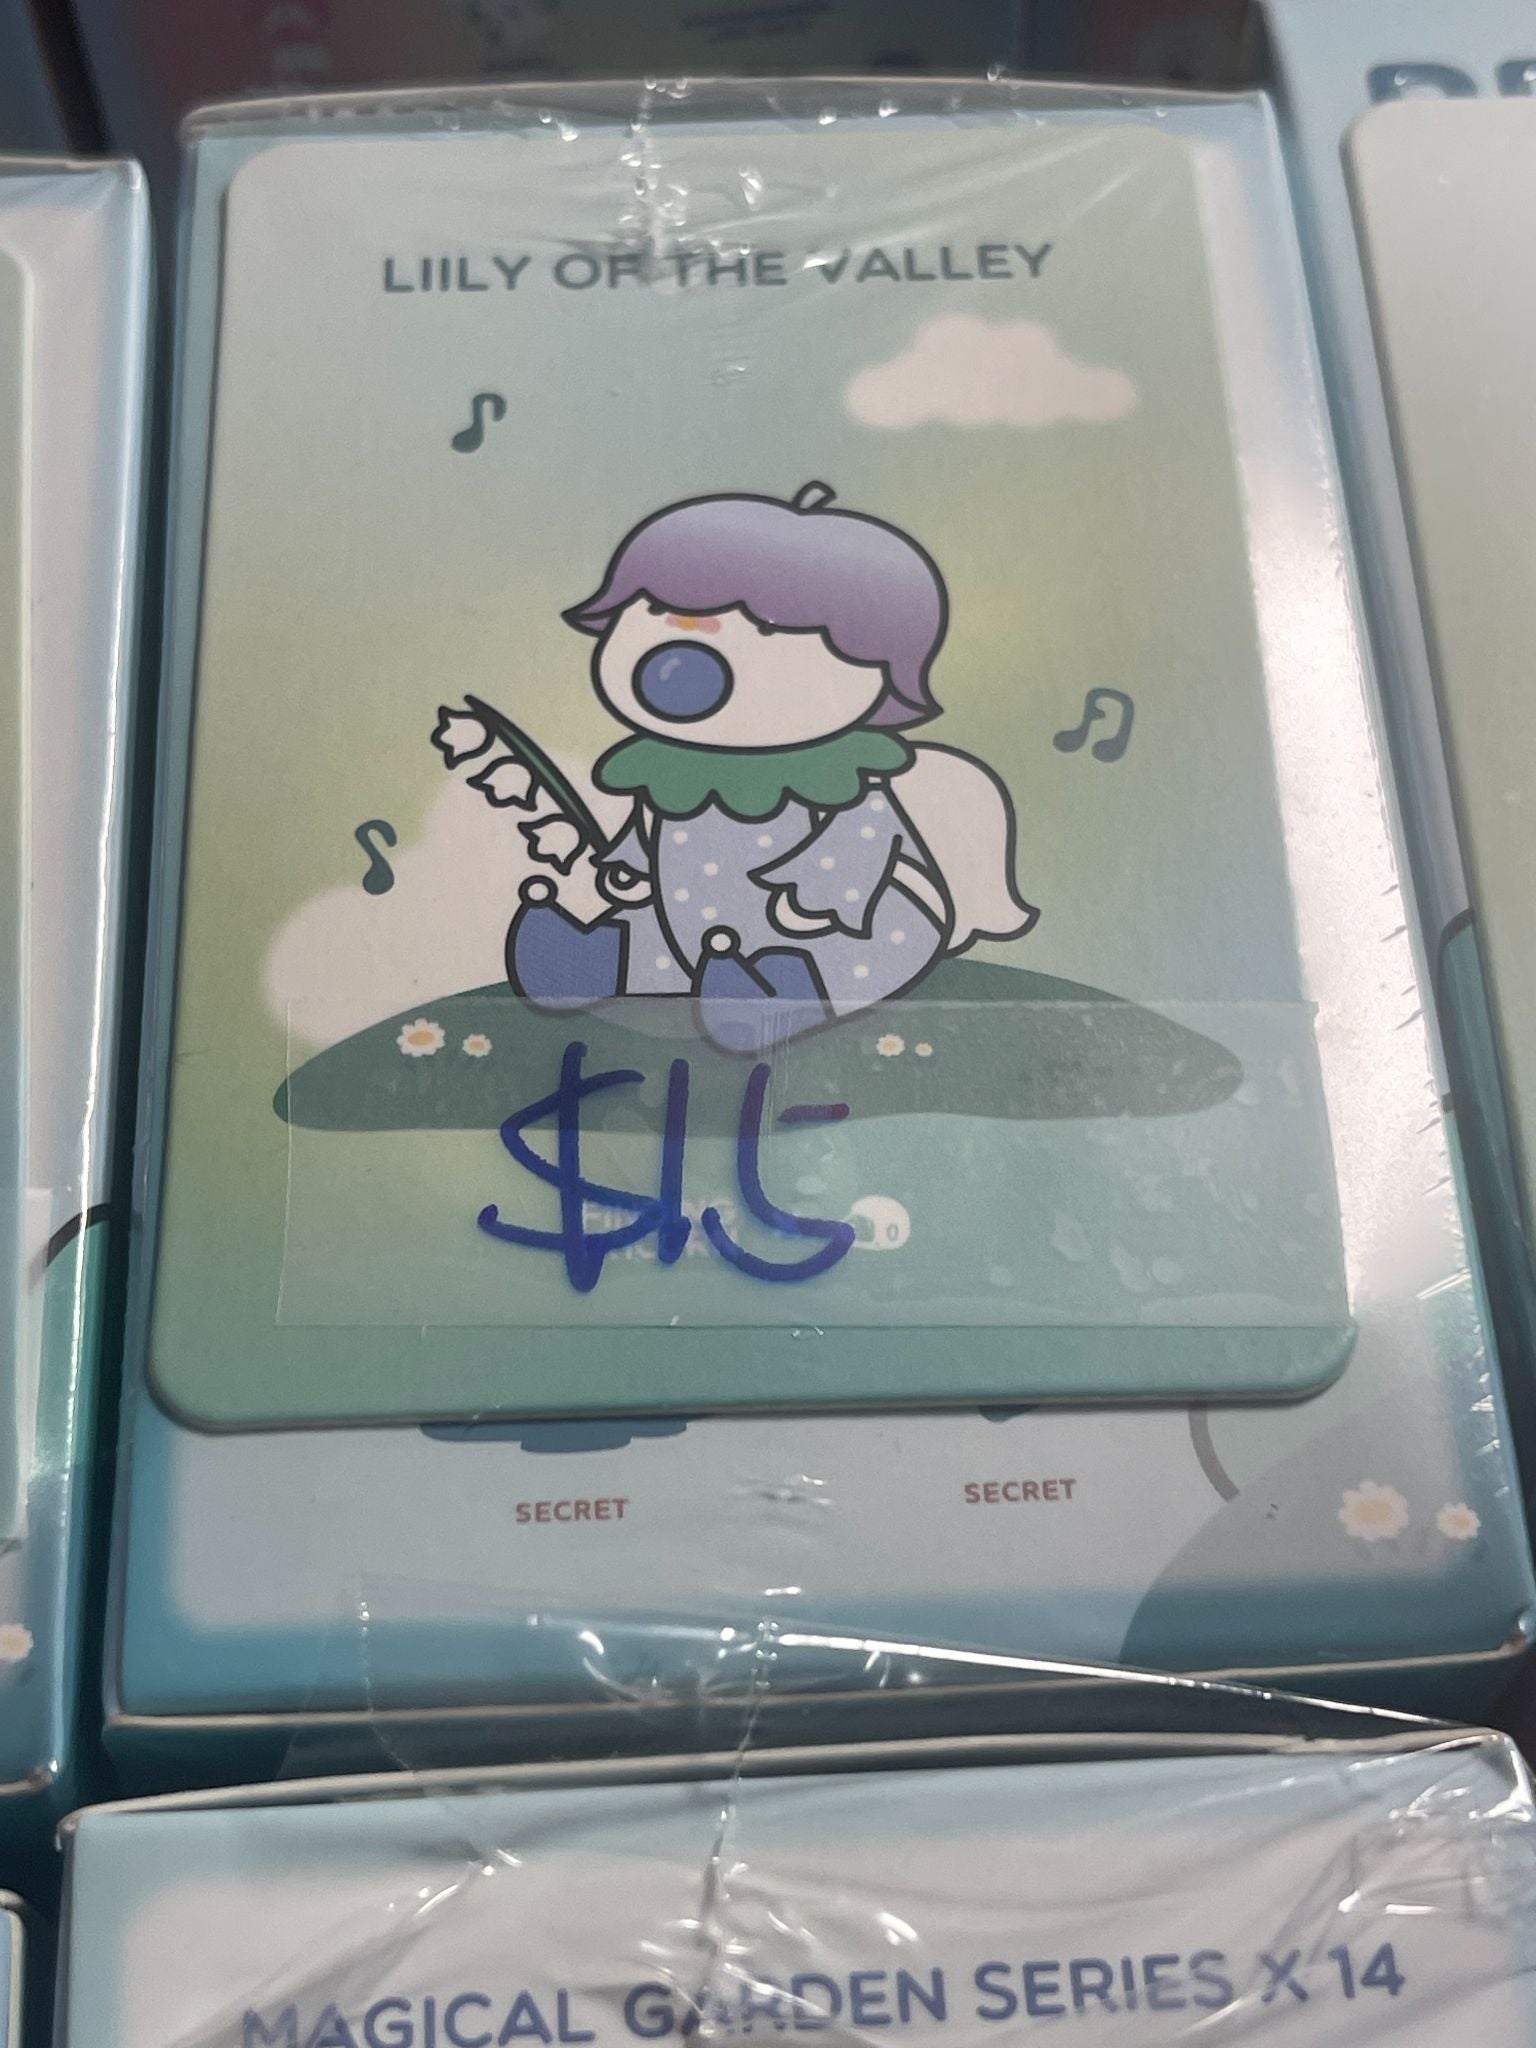 LIILY OF THE VALLEY
$15
SECRET
SECRET
MAGICAL GARDEN SERIES X 14